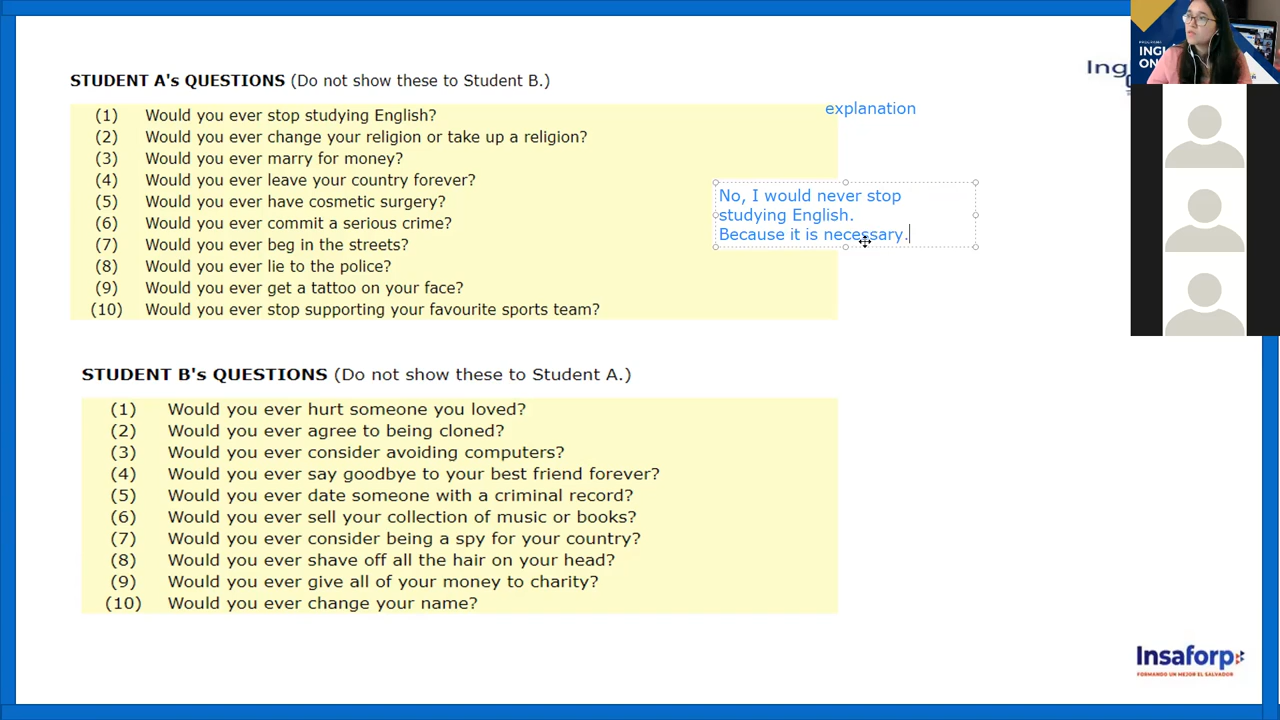 STUDENT A's QUESTIONS (Do not show these to Student B.)
(1) Would you ever stop studying English?
(2) Would you ever change your religion or take up a religion?
(3) Would you ever marry for money?
(4) Would you ever leave your country forever?
(5) Would you ever have cosmetic surgery?
(6) Would you ever commit a serious crime?
(7) Would you ever beg in the streets?
(8) Would you ever lie to the police?
(9) Would you ever get a tattoo on your face?
(10) Would you ever stop supporting your favourite sports team?
explanation
No, I would never stop
studying English.
Because it is necessary.
STUDENT B's QUESTIONS (Do not show these to Student A.)
(1) Would you ever hurt someone you loved?
(2) Would you ever agree to being cloned?
(3) Would you ever consider avoiding computers?
(4) Would you ever say goodbye to your best friend forever?
(5) Would you ever date someone with a criminal record?
(6) Would you ever sell your collection of music or books?
(7) Would you ever consider being a spy for your country?
(8) Would you ever shave off all the hair on your head?
(9) Would you ever give all of your money to charity?
(10) Would you ever change your name?
Ing
INGL
ON
Insaforp
FORMANDO UN MEJOR EL SALVADOR